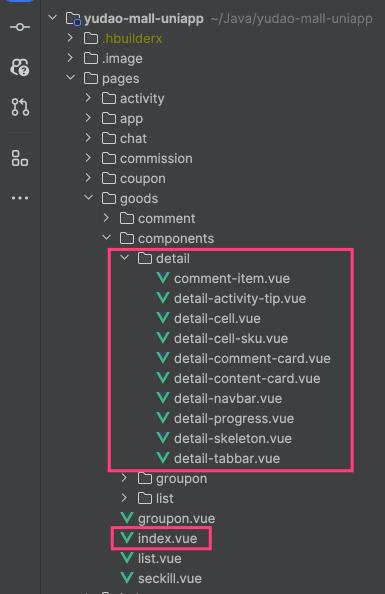 yudao-mall-uniapp ~/Java/yudao-mall-uniapp
.hbuilderx
.image
pages
activity
app
chat
commission
coupon
goods
comment
components
detail
comment-item.vue
detail-activity-tip.vue
detail-cell.vue
detail-cell-sku.vue
detail-comment-card.vue
detail-content-card.vue
detail-navbar.vue
detail-progress.vue
detail-skeleton.vue
detail-tabbar.vue
groupon
list
groupon.vue
index.vue
list.vue
seckill.vue